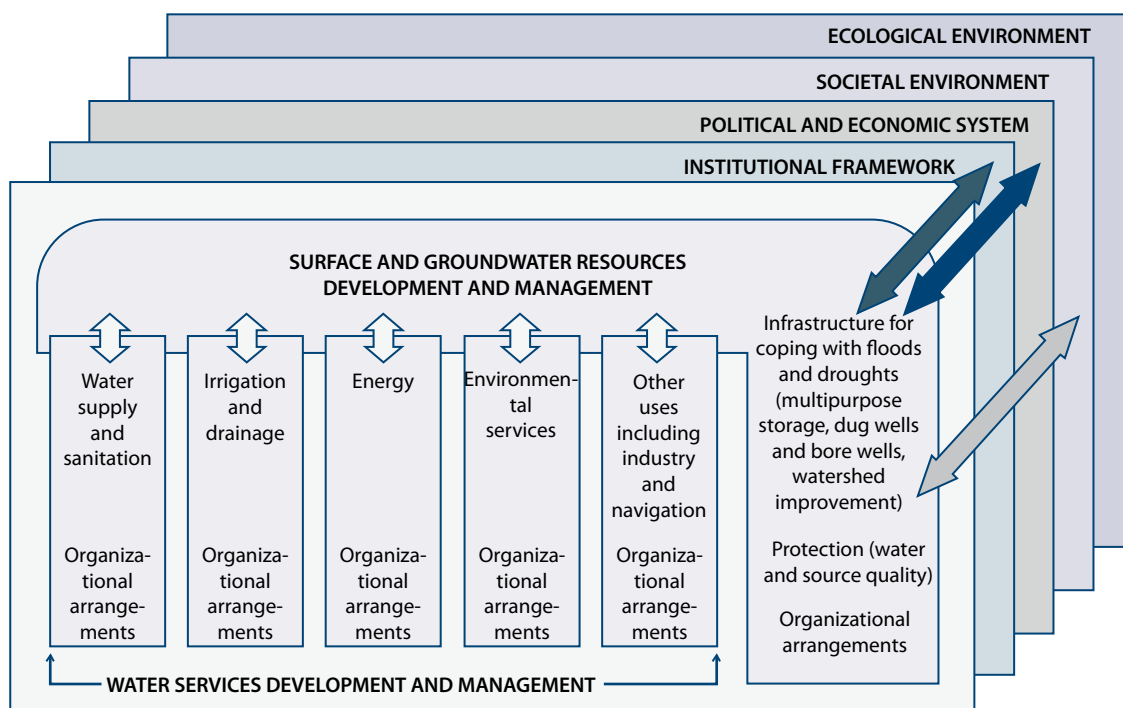 ECOLOGICAL ENVIRONMENT
SOCIETAL ENVIRONMENT
POLITICAL AND ECONOMIC SYSTEM
INSTITUTIONAL FRAMEWORK
SURFACE AND GROUNDWATER RESOURCES
DEVELOPMENT AND MANAGEMENT
Water
supply
and
sanitation
Organiza-
tional
arrange-
ments
Irrigation
and
drainage
Organiza-
tional
arrange-
ments
Energy
Organiza-
tional
arrange-
ments
Environmen-
tal
services
Organiza-
tional
arrange-
ments
Other
uses
including
industry
and
navigation
Organiza-
tional
arrange-
ments
Infrastructure for
coping with floods
and droughts
(multipurpose
storage, dug wells
and bore wells,
watershed
improvement)
Protection (water
and source quality)
Organizational
arrangements
WATER SERVICES DEVELOPMENT AND MANAGEMENT